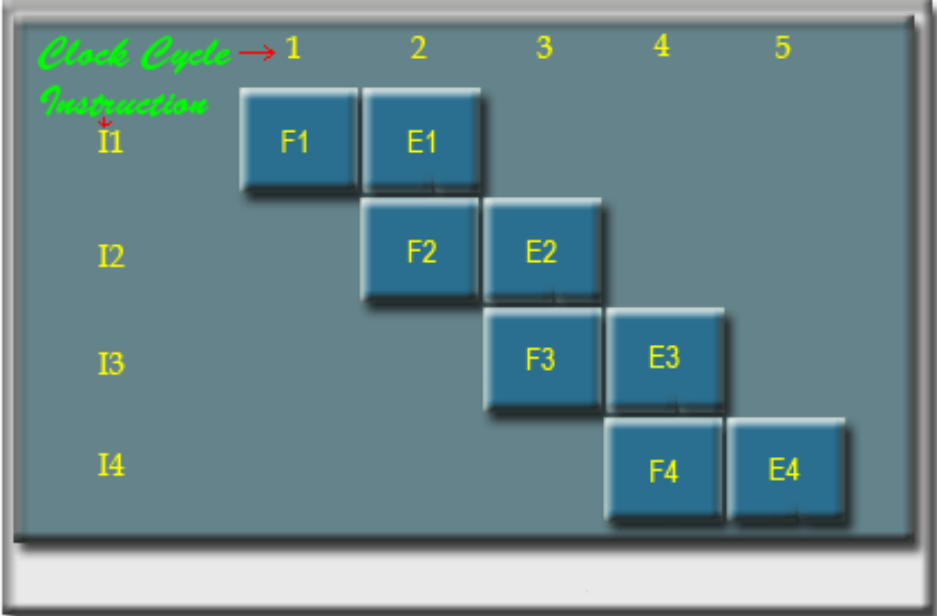 Clock Cycle → 1 2 3 4 5
Instruction
I1 F1 E1
I2 F2 E2
I3 F3 E3
I4 F4 E4